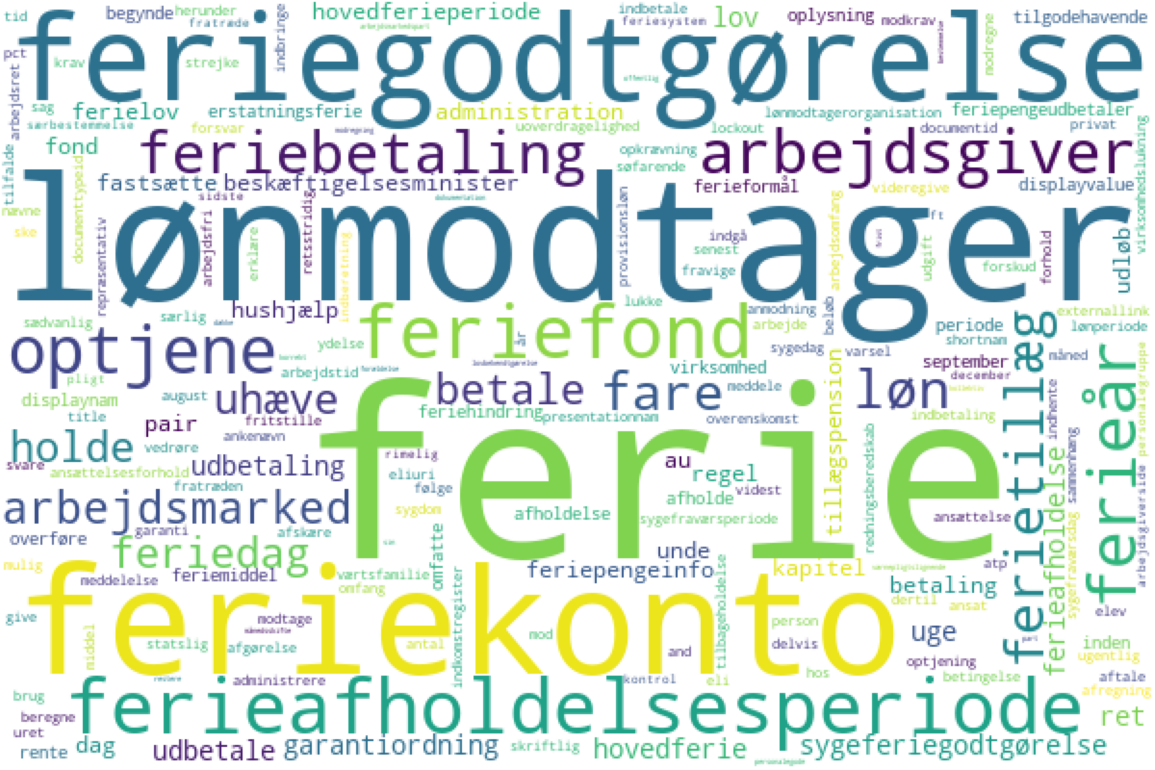 tid
begynde
herunder
fratræde
indbringe
hovedferieperiode
indbetale
feriesystem
lov
oplysning
modkrav
tilgodehavende
feriegodtgørelse
pct
krav
strejke
arbejdsret
modregne
offentlig
sag
ferielov
erstatningsferie
administration
lønmodtagerorganisation
feriepengeudbetaler
særbestemmelse
forsvar
modregning
uoverdragelighed
lockout
documentid
privat
fond
feriebetaling
opkrævning
arbejdsgiver
søfarende
tilfælde
documenttypeid
fastsætte
beskæftigelsesminister
ferieformål
videregive
displayvalue
virksomhedslukning
sidste
dokumentation
nævne
ske
lønmodtager
repræsentativ
arbejdsfri
erklære
retsstridig
indberetning
provisionsløn
indgå
senest
fravige
arbejdsomfang
udgift
forskud
forhold
udløb
hushjælp
lukke
sædvanlig
særlig
feriefond
anmodning
arbejde
beløb
periode
externallink
lønperiode
shortnam
optjene
ydelse
år
sygedag
varsel
arbejdstid
virksomhed
september
december
måned
pligt
displaynam
august
uhæve
betale
fare
meddele
løn
ferietillæg
ferieår
personalegruppe
title
pair
fritstille
feriehindring
presentationnam
overenskomst
indbetaling
indhente
ankenævn
holde
vedrøre
ferie
tillægspension
svare
ansættelsesforhold
udbetaling
rimelig
au
regel
eliuri
følge
videst
fratræden
afholde
redningsberedskab
sammenhæng
arbejdsgiverside
arbejdsmarked
sygdom
afholdelse
sygefraværsperiode
ansættelse
garanti
afskære
overføre
feriedag
omfatte
unde
kapitel
atp
sygefraværsdag
ferieafholdelse
mulig
meddelelse
feriemiddel
værtsfamilie
omfang
feriepengeinfo
betaling
dertil
ansat
elev
give
feriekonto
modtage
indkomstregister
person
uge
middel
statslig
afgørelse
antal
mod
tilbageholdelse
delvis
inden
and
optjening
ugentlig
hos
administrere
kontrol
eli
betingelse
aftale
afregning
brug
ferieafholdelsesperiode
beregne
ret
uret
rente
dag
udbetale
garantiordning
skriftlig
hovedferie
sygeferiegodtgørelse
personalegode